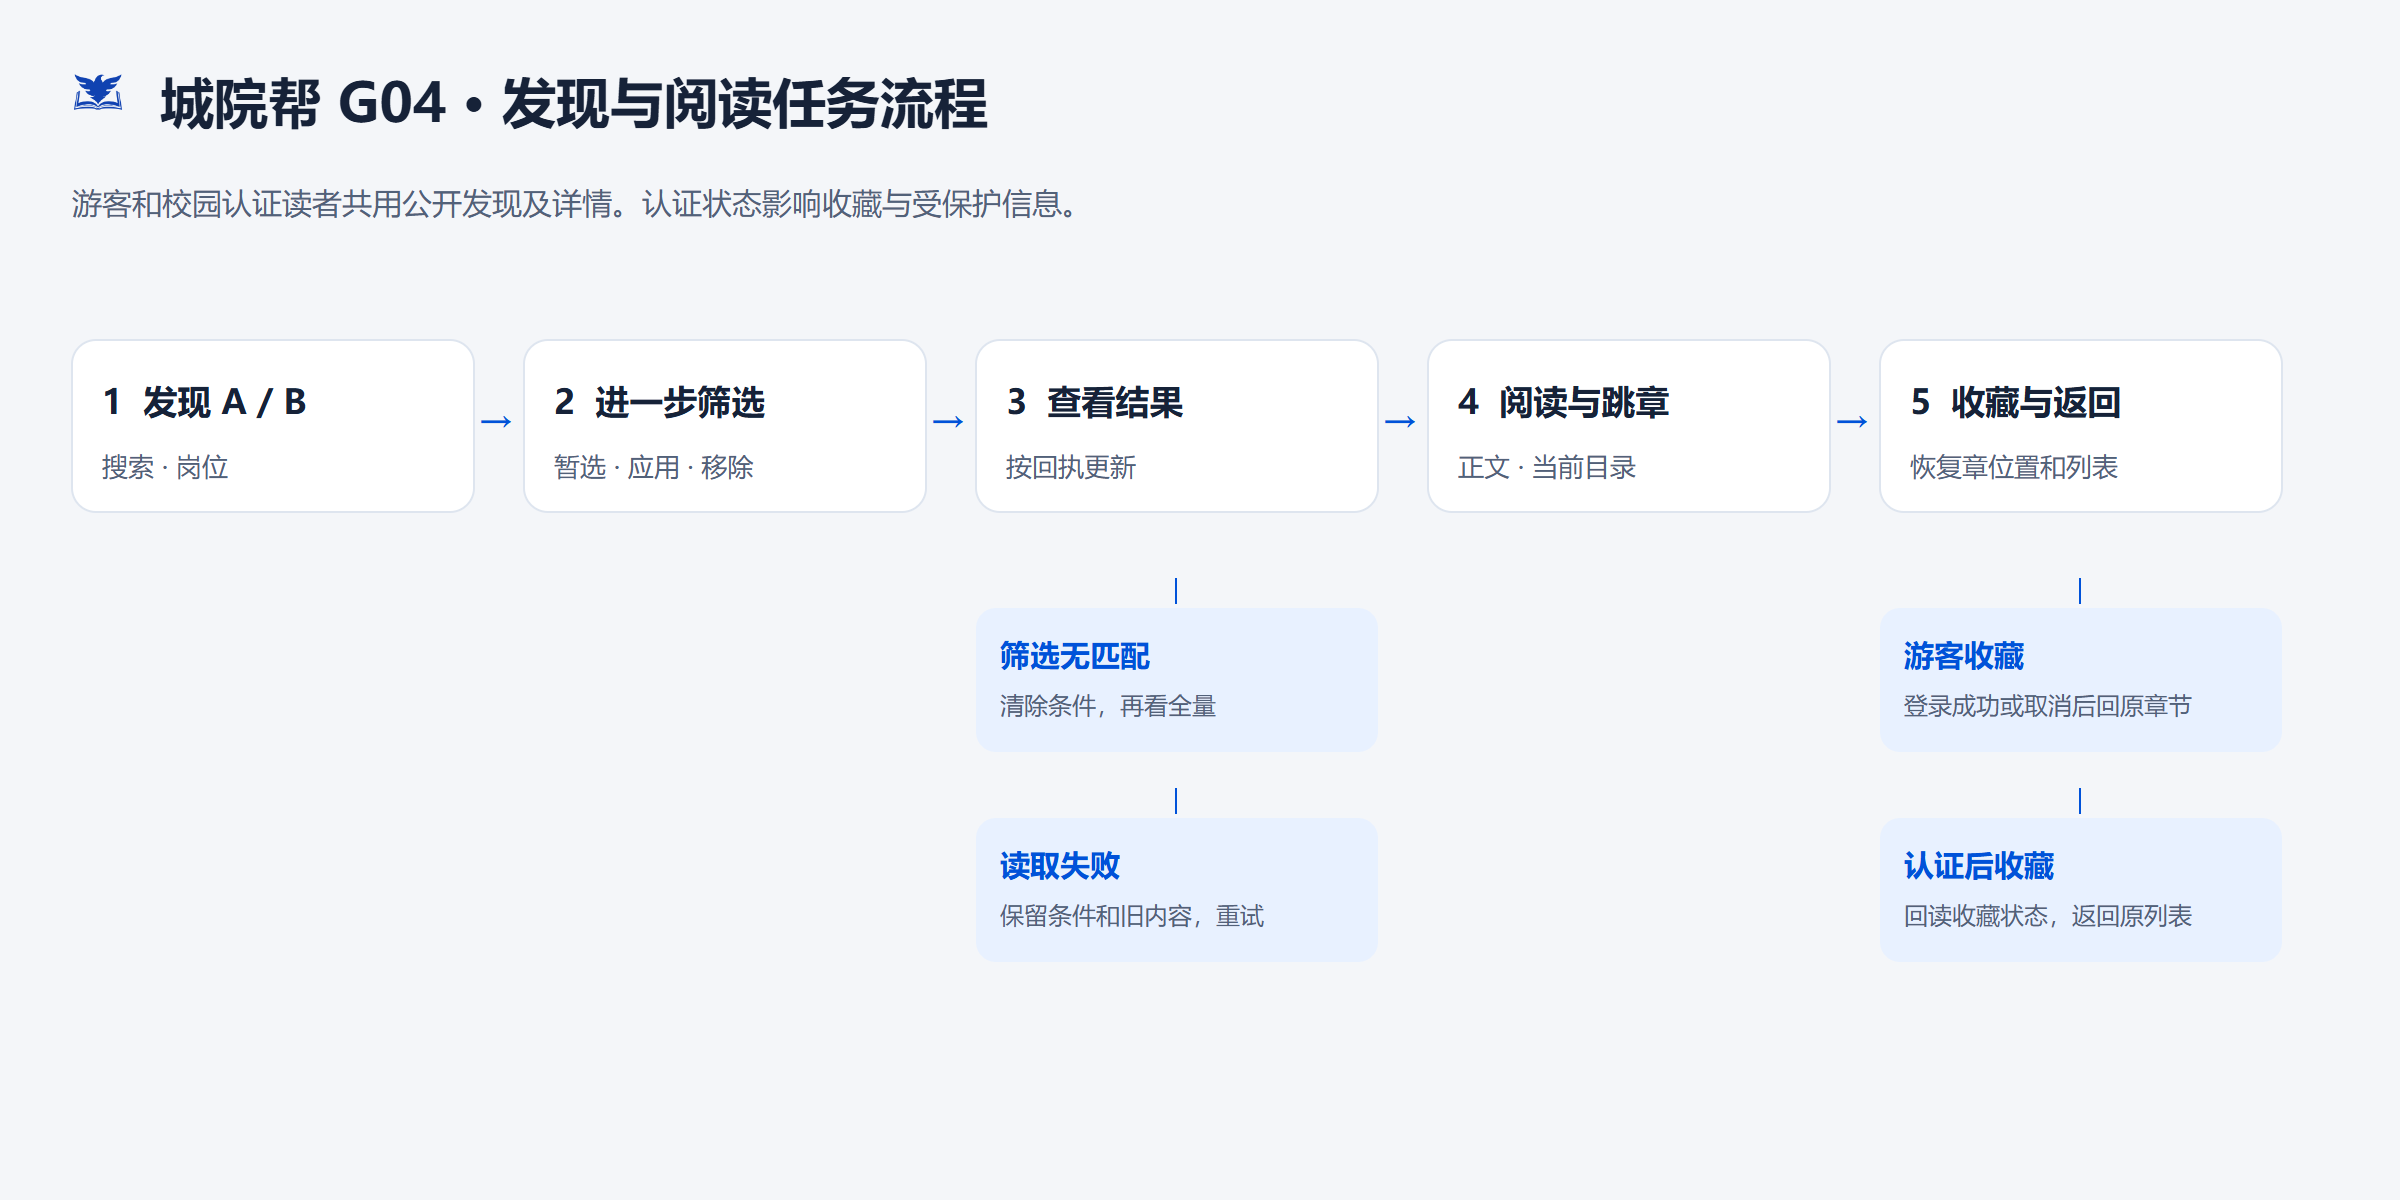 城院帮 G04 · 发现与阅读任务流程
游客和校园认证读者共用公开发现及详情。认证状态影响收藏与受保护信息。
1 发现 A / B
搜索 · 岗位
→
2 进一步筛选
暂选 · 应用 · 移除
→
3 查看结果
按回执更新
→
4 阅读与跳章
正文 · 当前目录
→
5 收藏与返回
恢复章位置和列表
筛选无匹配
清除条件，再看全量
读取失败
保留条件和旧内容，重试
游客收藏
登录成功或取消后回原章节
认证后收藏
回读收藏状态，返回原列表